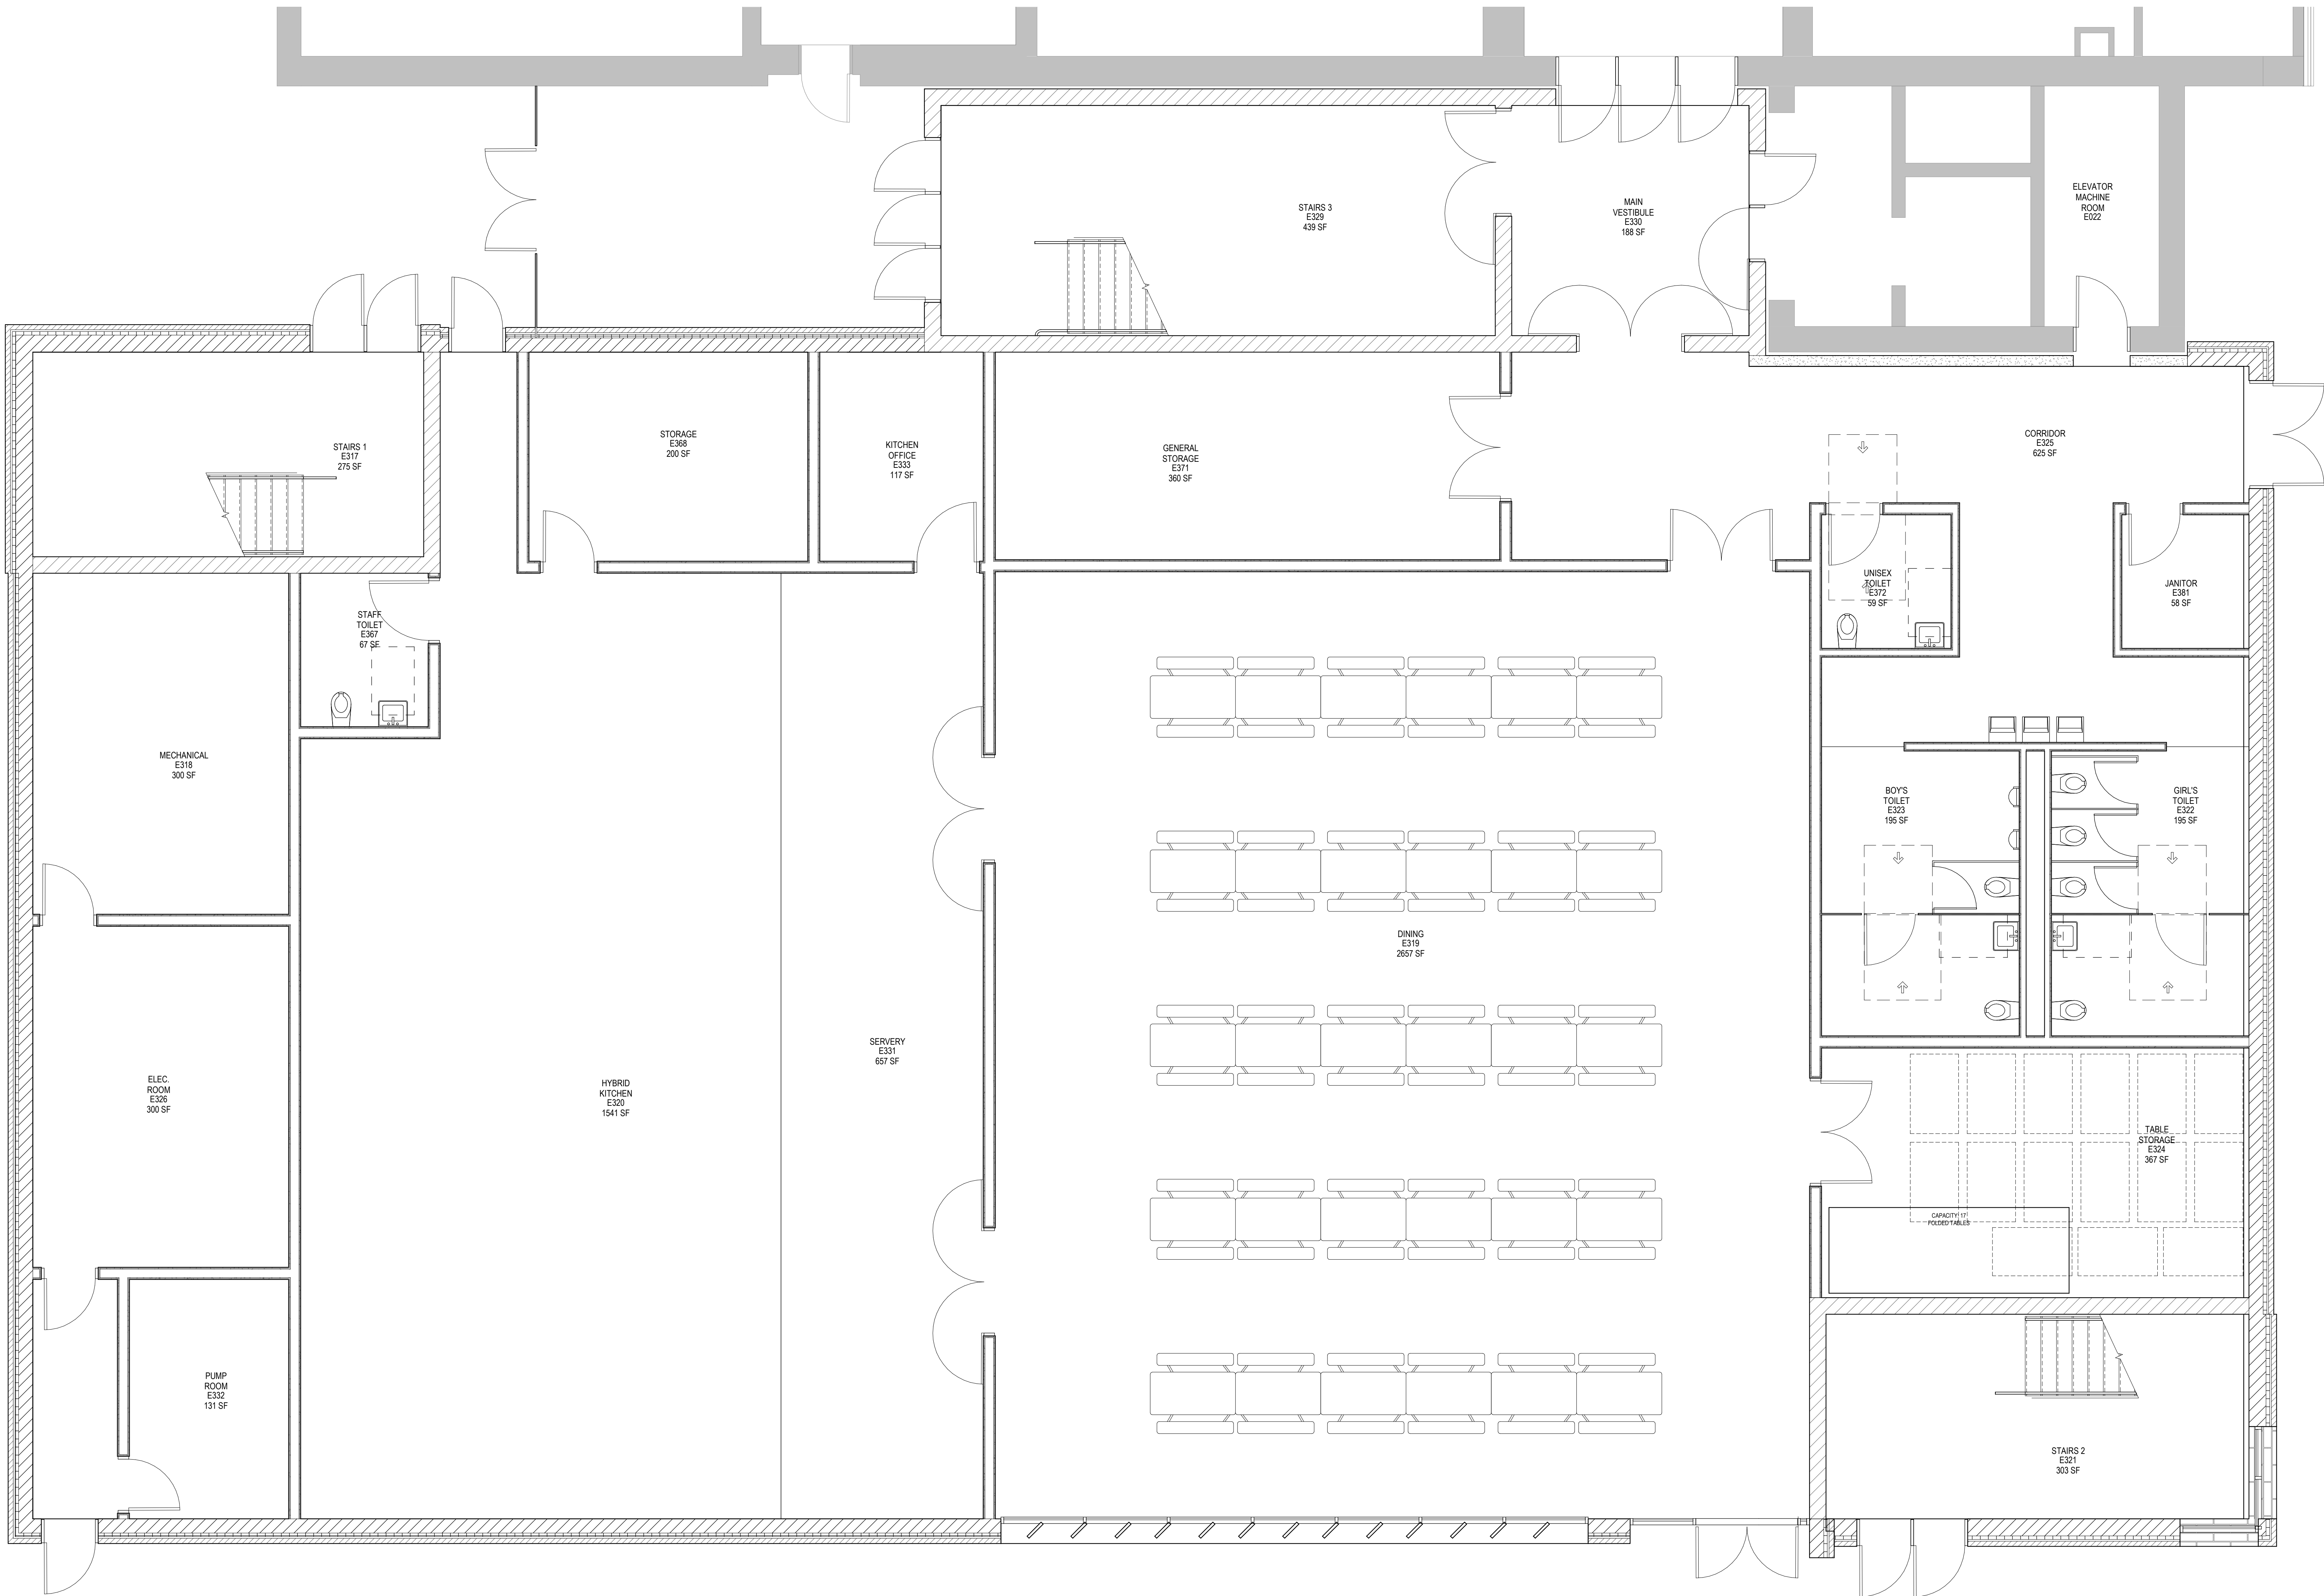 ELEVATOR
MACHINE
ROOM
E022
MAIN
VESTIBULE
E330
188 SF
STAIRS 3
E329
439 SF
STAIRS 1
E317
275 SF
STORAGE
E368
200 SF
KITCHEN
OFFICE
E333
117 SF
GENERAL
STORAGE
E371
360 SF
CORRIDOR
E325
625 SF
STAFF
TOILET
E367
67 SF
UNISEX
TOILET
E372
59 SF
JANITOR
E381
58 SF
MECHANICAL
E318
300 SF
BOY'S
TOILET
E323
195 SF
GIRL'S
TOILET
E322
195 SF
DINING
E319
2657 SF
SERVERY
E331
657 SF
HYBRID
KITCHEN
E320
1541 SF
ELEC.
ROOM
E326
300 SF
TABLE
STORAGE
E324
367 SF
CAPACITY: 17
FOLDED TABLES
PUMP
ROOM
E332
131 SF
STAIRS 2
E321
303 SF